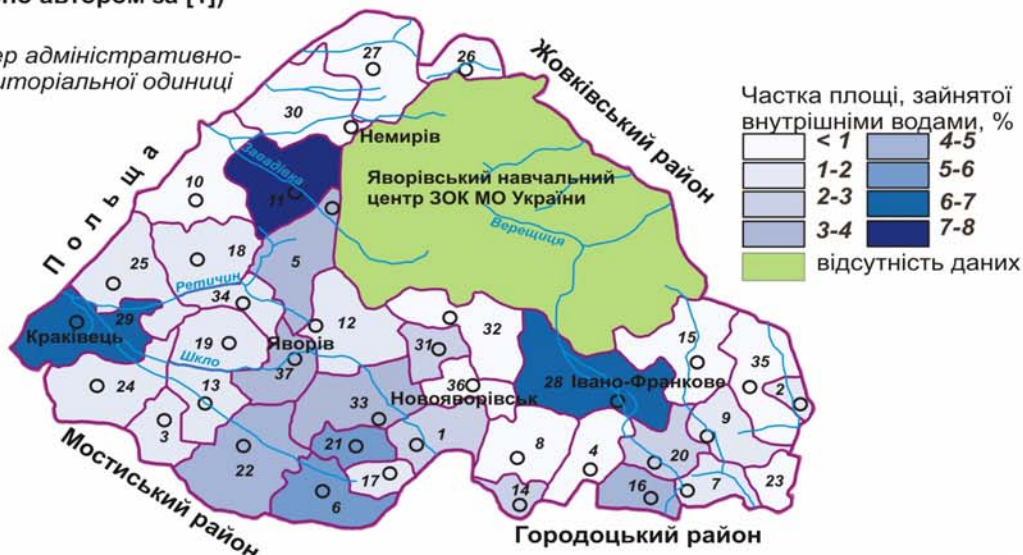 но автором за [1])
ер адміністративно-
иторіальної одиниці
Жовківський район
Польща
Частка площі, зайнятої
внутрішніми водами, %
< 1
4-5
1-2
5-6
2-3
6-7
3-4
7-8
відсутність даних
27
26
30
Немирів
Завадівка
10
11
Яворівський навчальний
центр ЗОК МО України
Верещиця
18
5
25
Ретичин
34
29
Краківець
12
32
15
19
Яворів
31
35
Шкло
37
36
28
Івано-Франкове
2
24
13
33
Новояворівськ
9
3
21
1
8
4
20
22
17
7
23
6
14
16
Мостиський район
Городоцький район